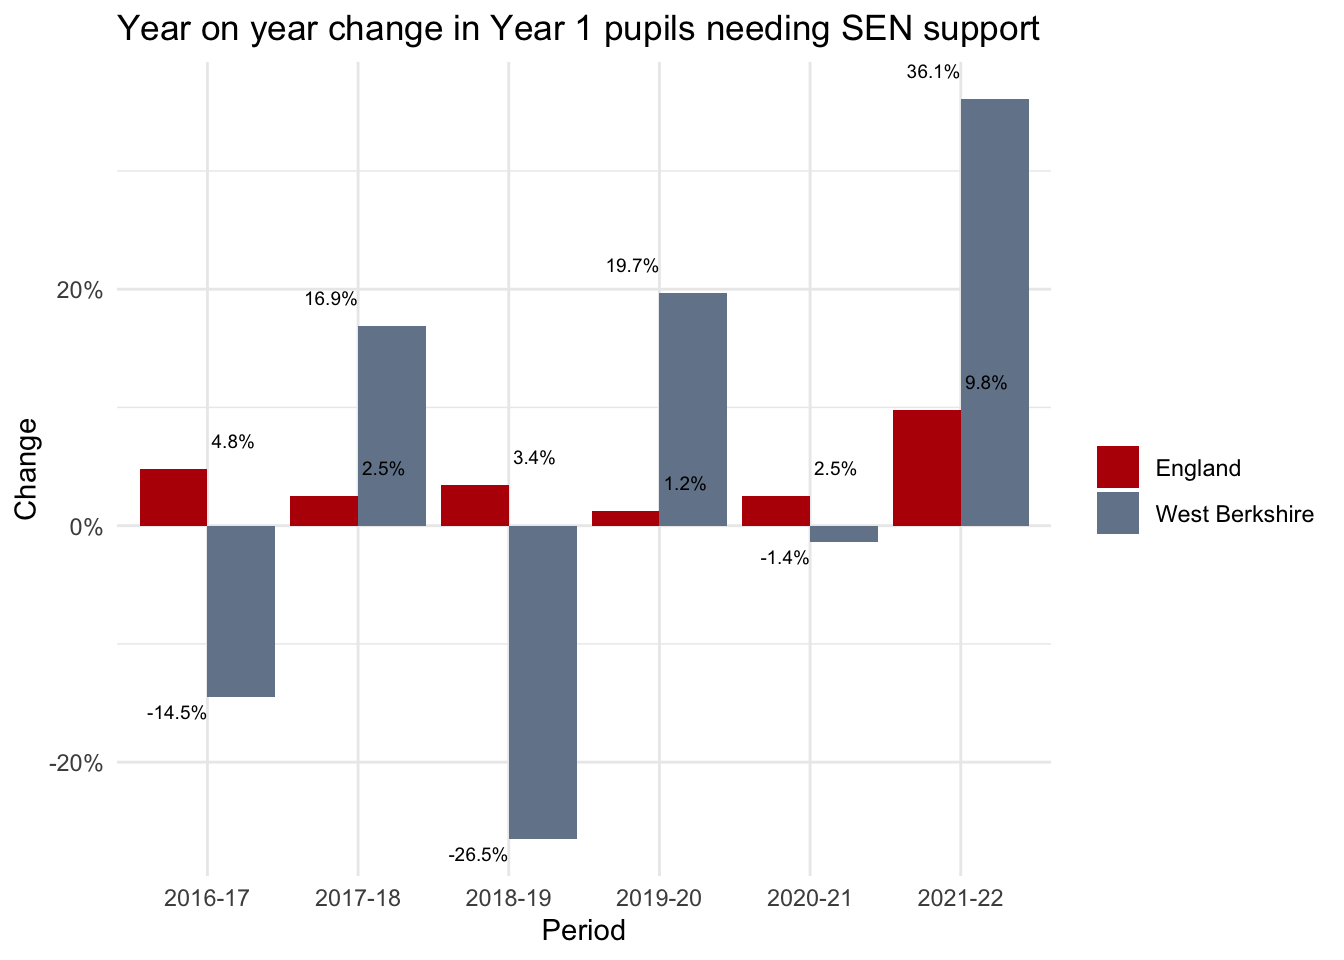 Year on year change in Year 1 pupils needing SEN support
36.1%
20%
19.7%
16.9%
9.8%
4.8%
2.5%
3.4%
1.2%
2.5%
Change
0%
-1.4%
-14.5%
-20%
-26.5%
England
West Berkshire
2016-17 2017-18 2018-19 2019-20 2020-21 2021-22
Period